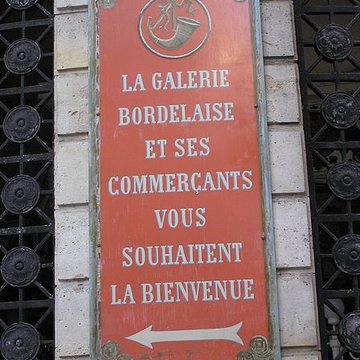 LA GALERIE
BORDELAISE
ET SES
COMMERÇANTS
VOUS
SOUHAITENT
LA BIENVENUE